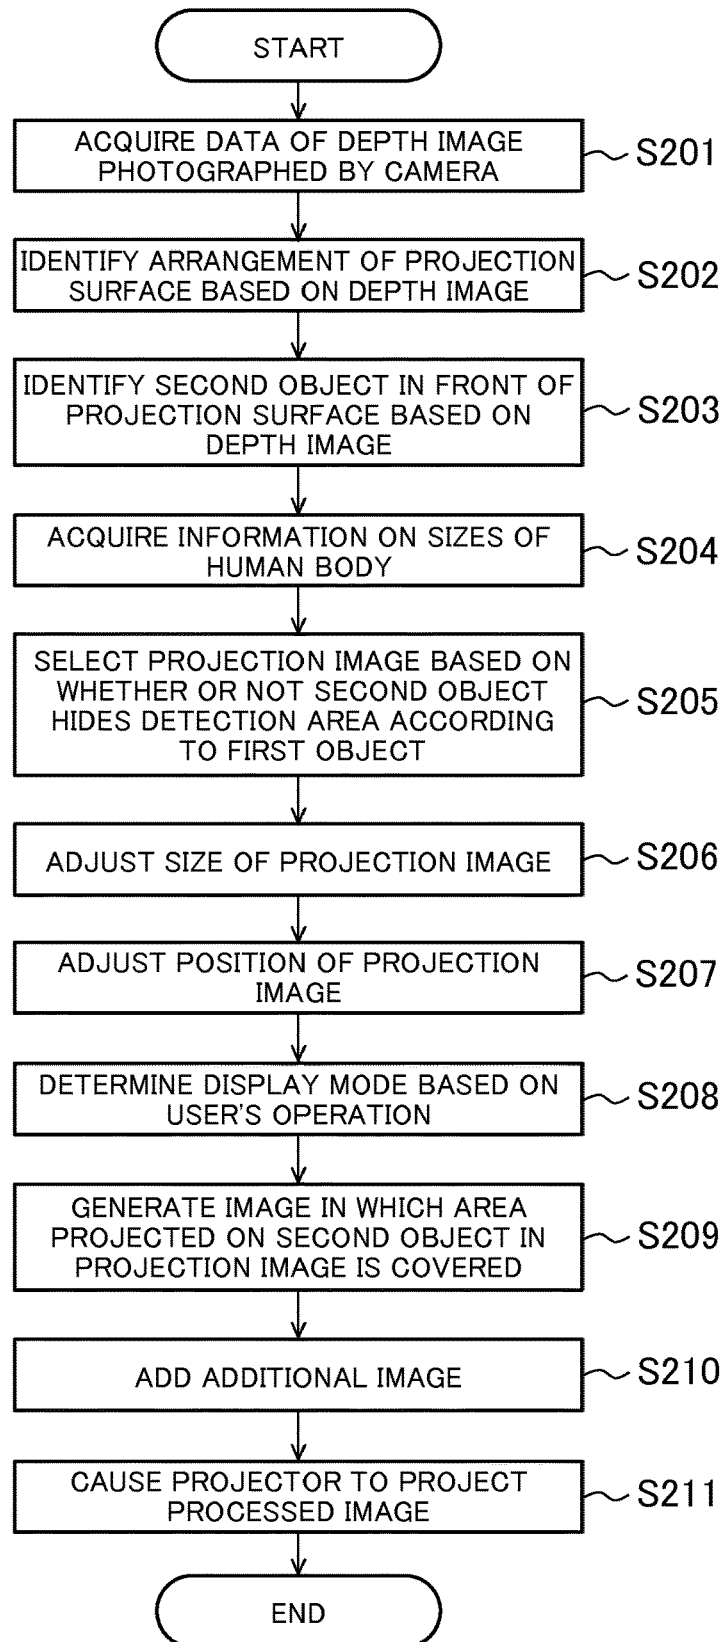 START
ACQUIRE DATA OF DEPTH IMAGE
PHOTOGRAPHED BY CAMERA
S201
IDENTIFY ARRANGEMENT OF PROJECTION
SURFACE BASED ON DEPTH IMAGE
S202
IDENTIFY SECOND OBJECT IN FRONT OF
PROJECTION SURFACE BASED ON
DEPTH IMAGE
S203
ACQUIRE INFORMATION ON SIZES OF
HUMAN BODY
S204
SELECT PROJECTION IMAGE BASED ON
WHETHER OR NOT SECOND OBJECT
HIDES DETECTION AREA ACCORDING
TO FIRST OBJECT
S205
ADJUST SIZE OF PROJECTION IMAGE
S206
ADJUST POSITION OF PROJECTION
IMAGE
S207
DETERMINE DISPLAY MODE BASED ON
USER'S OPERATION
S208
GENERATE IMAGE IN WHICH AREA
PROJECTED ON SECOND OBJECT IN
PROJECTION IMAGE IS COVERED
S209
ADD ADDITIONAL IMAGE
S210
CAUSE PROJECTOR TO PROJECT
PROCESSED IMAGE
S211
END